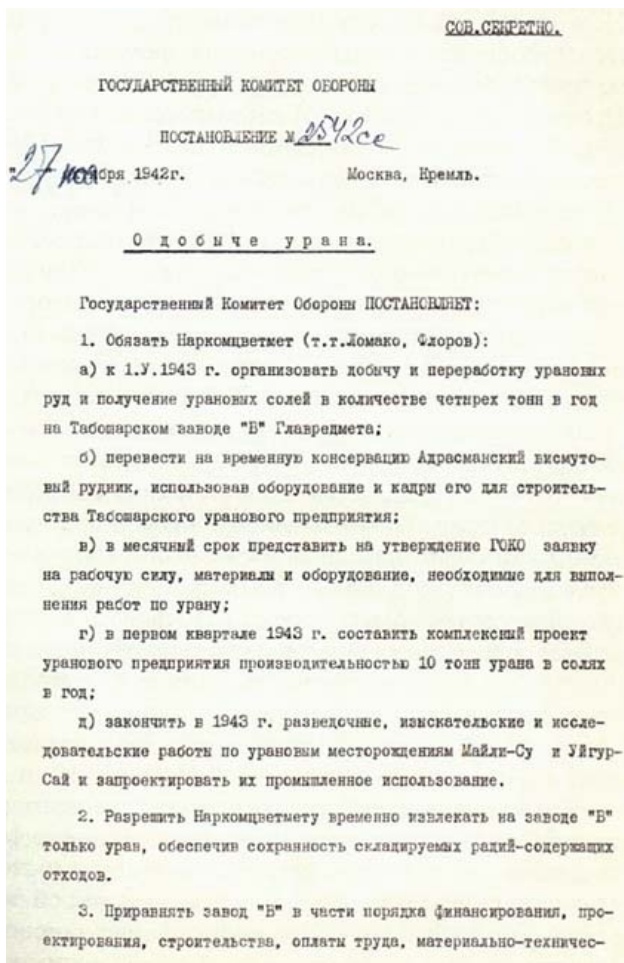 СОВ.СЕКРЕТНО.
ГОСУДАРСТВЕННЫЙ КОМИТЕТ ОБОРОНЫ
ПОСТАНОВЛЕНИЕ № 2542сс
"27" ноября 1942г. Москва, Кремль.
О добыче урана.
Государственный Комитет Обороны ПОСТАНОВЛЯЕТ:
1. Обязать Наркомцветмет (т.т.Ломако, Флоров):
а) к 1.У.1943 г. организовать добычу и переработку урановых
руд и получение урановых солей в количестве четырех тонн в год
на Табошарском заводе "В" Главредмета;
б) перевести на временную консервацию Адрасманский висмуто-
вый рудник, использовав оборудование и кадры его для строитель-
ства Табошарского уранового предприятия;
в) в месячный срок представить на утверждение ГОКО заявку
на рабочую силу, материалы и оборудование, необходимые для выпол-
нения работ по урану;
г) в первом квартале 1943 г. составить комплексный проект
уранового предприятия производительностью 10 тонн урана в солях
в год;
д) закончить в 1943 г. разведочные, изыскательские и иссле-
довательские работы по урановым месторождениям Майли-Су и Уйгур-
Сай и запроектировать их промышленное использование.
2. Разрешить Наркомцветмету временно извлекать на заводе "В"
только уран, обеспечив сохранность складируемых радий-содержащих
отходов.
3. Приравнять завод "В" в части порядка финансирования, про-
ектирования, строительства, оплаты труда, материально-техничес-